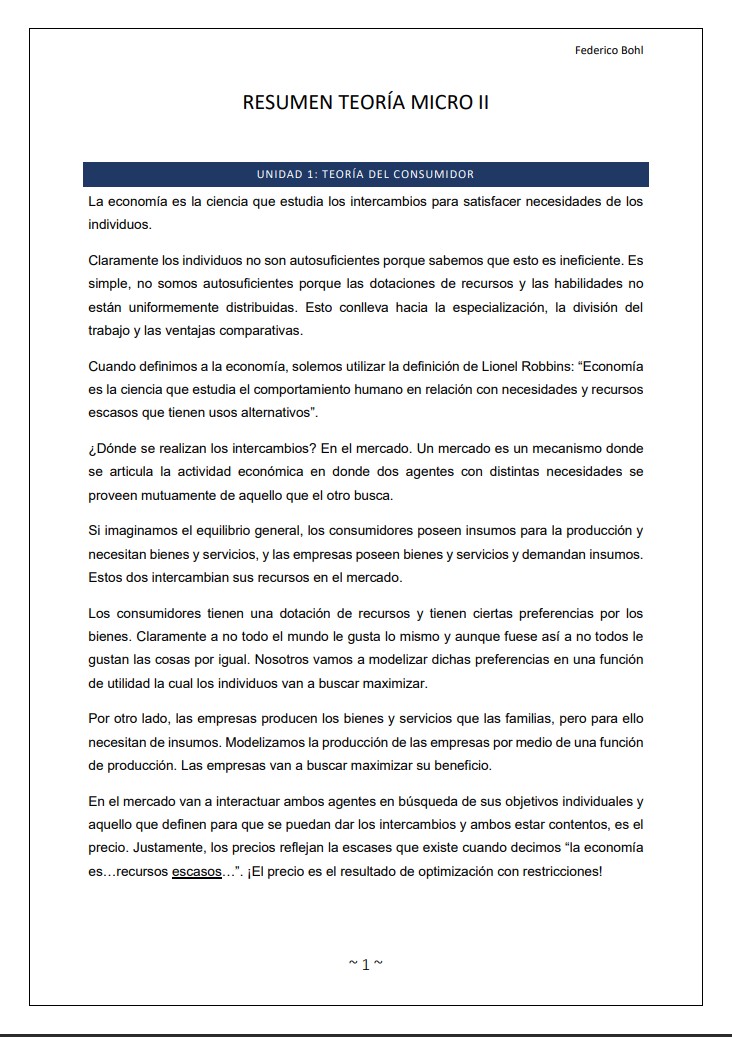 Federico Bohl
RESUMEN TEORÍA MICRO II
UNIDAD 1: TEORÍA DEL CONSUMIDOR
La economía es la ciencia que estudia los intercambios para satisfacer necesidades de los
individuos.
Claramente los individuos no son autosuficientes porque sabemos que esto es ineficiente. Es
simple, no somos autosuficientes porque las dotaciones de recursos y las habilidades no
están uniformemente distribuidas. Esto conlleva hacia la especialización, la división del
trabajo y las ventajas comparativas.
Cuando definimos a la economía, solemos utilizar la definición de Lionel Robbins: “Economía
es la ciencia que estudia el comportamiento humano en relación con necesidades y recursos
escasos que tienen usos alternativos”.
¿Dónde se realizan los intercambios? En el mercado. Un mercado es un mecanismo donde
se articula la actividad económica en donde dos agentes con distintas necesidades se
proveen mutuamente de aquello que el otro busca.
Si imaginamos el equilibrio general, los consumidores poseen insumos para la producción y
necesitan bienes y servicios, y las empresas poseen bienes y servicios y demandan insumos.
Estos dos intercambian sus recursos en el mercado.
Los consumidores tienen una dotación de recursos y tienen ciertas preferencias por los
bienes. Claramente a no todo el mundo le gusta lo mismo y aunque fuese así a no todos le
gustan las cosas por igual. Nosotros vamos a modelizar dichas preferencias en una función
de utilidad la cual los individuos van a buscar maximizar.
Por otro lado, las empresas producen los bienes y servicios que las familias, pero para ello
necesitan de insumos. Modelizamos la producción de las empresas por medio de una función
de producción. Las empresas van a buscar maximizar su beneficio.
En el mercado van a interactuar ambos agentes en búsqueda de sus objetivos individuales y
aquello que definen para que se puedan dar los intercambios y ambos estar contentos, es el
precio. Justamente, los precios reflejan la escases que existe cuando decimos “la economía
es…recursos escasos…”. ¡El precio es el resultado de optimización con restricciones!
~ 1 ~